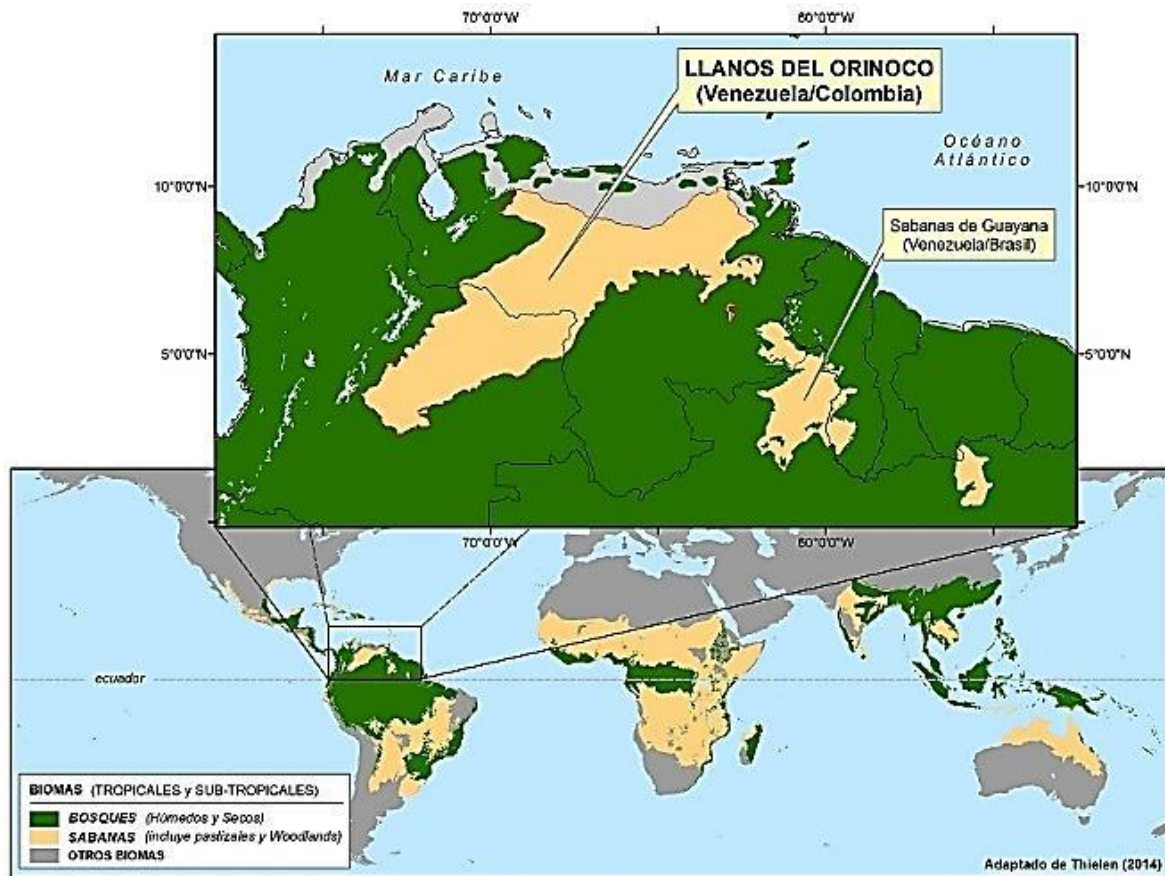 70°0'0"W
60°0'0"W
Mar Caribe
LLANOS DEL ORINOCO
(Venezuela/Colombia)
Océano
Atlántico
10°0'0"N
10°0'0"N
Sabanas de Guayana
(Venezuela/Brasil)
5°0'0"N
5°0'0"N
70°0'0"W
60°0'0"W
ecuador
BIOMAS (TROPICALES y SUB-TROPICALES)
BOSQUES (Húmedos y Secos)
SABANAS (incluye pastizales y Woodlands)
OTROS BIOMAS
Adaptado de Thielen (2014)